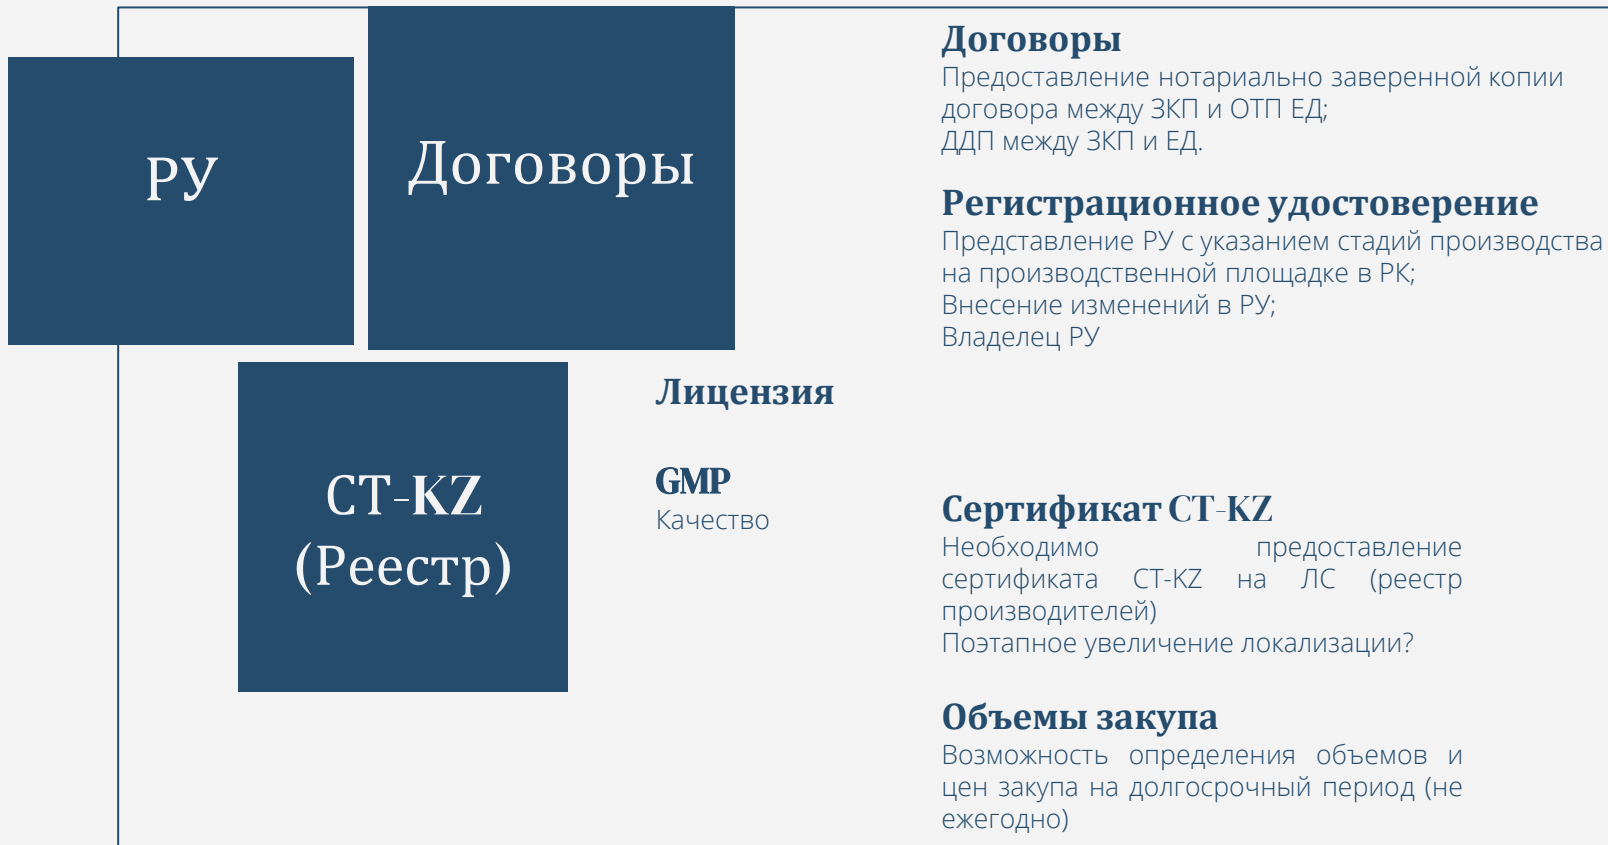 РУ
Договоры
СТ-KZ
(Реестр)
Лицензия
GMP
Качество
Договоры
Предоставление нотариально заверенной копии
договора между ЗКП и ОТП ЕД;
ДДП между ЗКП и ЕД.
Регистрационное удостоверение
Представление РУ с указанием стадий производства
на производственной площадке в РК;
Внесение изменений в РУ;
Владелец РУ
Сертификат СТ-KZ
Необходимо предоставление
сертификата СТ-KZ на ЛС (реестр
производителей)
Поэтапное увеличение локализации?
Объемы закупа
Возможность определения объемов и
цен закупа на долгосрочный период (не
ежегодно)